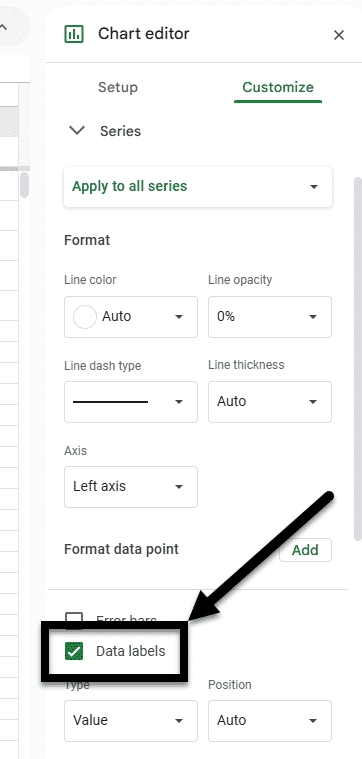 Chart editor
Setup Customize
Series
Apply to all series
Format
Line color Line opacity
Auto 0%
Line dash type Line thickness
Auto
Axis
Left axis
Format data point Add
Error bars
Data labels
Type Position
Value Auto